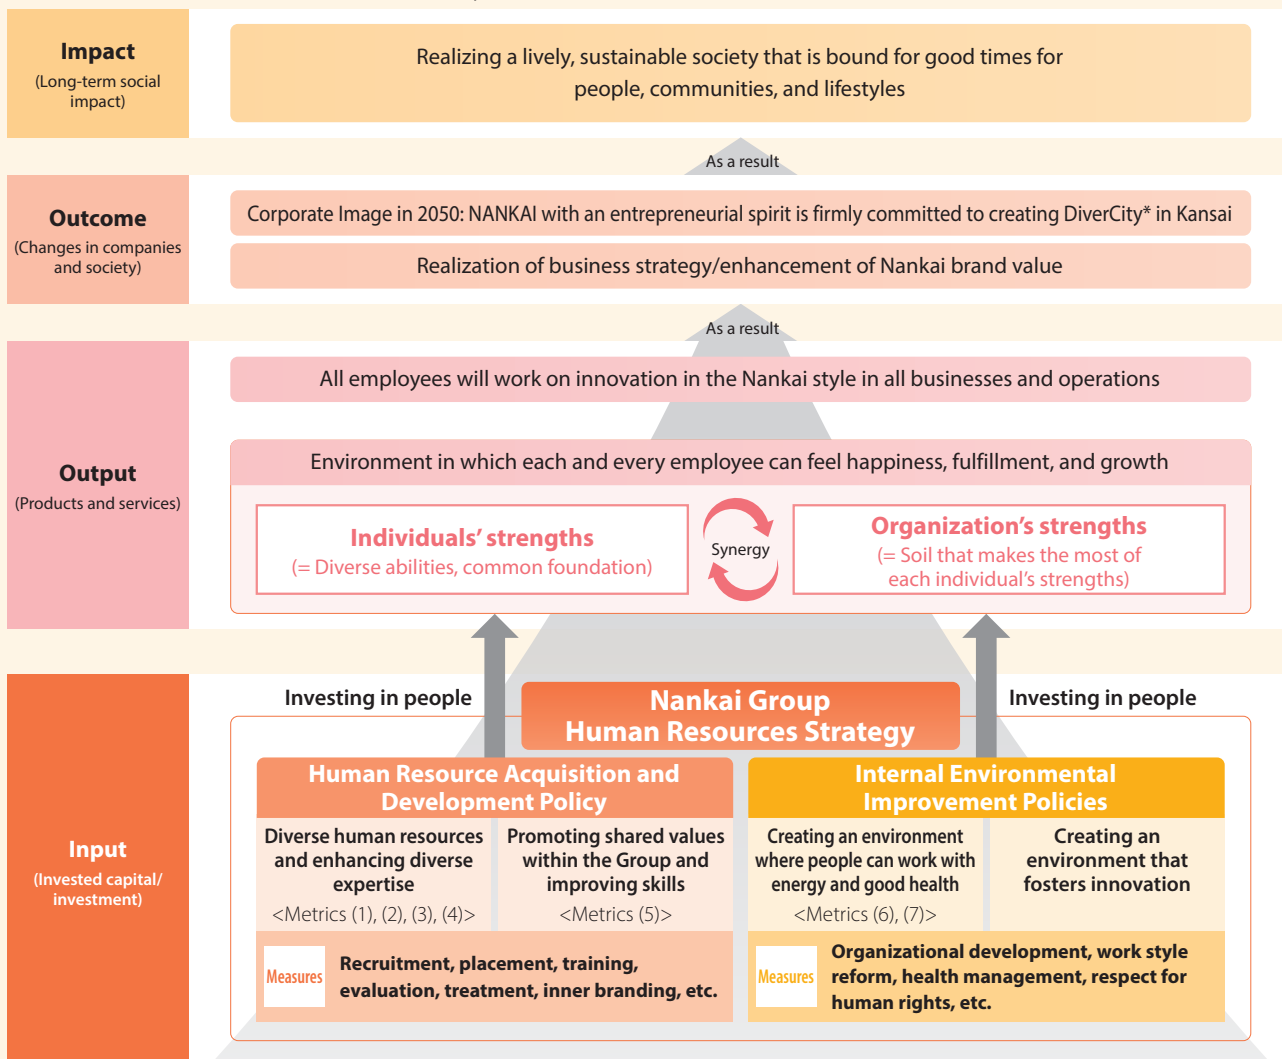 Impact
(Long-term social
impact)
Realizing a lively, sustainable society that is bound for good times for
people, communities, and lifestyles
As a result
Outcome
(Changes in companies
and society)
Corporate Image in 2050: NANKAI with an entrepreneurial spirit is firmly committed to creating DiverCity* in Kansai
Realization of business strategy/enhancement of Nankai brand value
As a result
Output
(Products and services)
All employees will work on innovation in the Nankai style in all businesses and operations
Environment in which each and every employee can feel happiness, fulfillment, and growth
Individuals' strengths
(= Diverse abilities, common foundation)
Synergy
Organization's strengths
(= Soil that makes the most of
each individual's strengths)
Input
(Invested capital/
investment)
Investing in people
Nankai Group
Human Resources Strategy
Investing in people
Human Resource Acquisition and
Development Policy
Diverse human resources
and enhancing diverse
expertise
<Metrics (1), (2), (3), (4)>
Promoting shared values
within the Group and
improving skills
<Metrics (5)>
Measures
Recruitment, placement, training,
evaluation, treatment, inner branding, etc.
Internal Environmental
Improvement Policies
Creating an environment
where people can work with
energy and good health
<Metrics (6), (7)>
Creating an
environment that
fosters innovation
Measures
Organizational development, work style
reform, health management, respect for
human rights, etc.